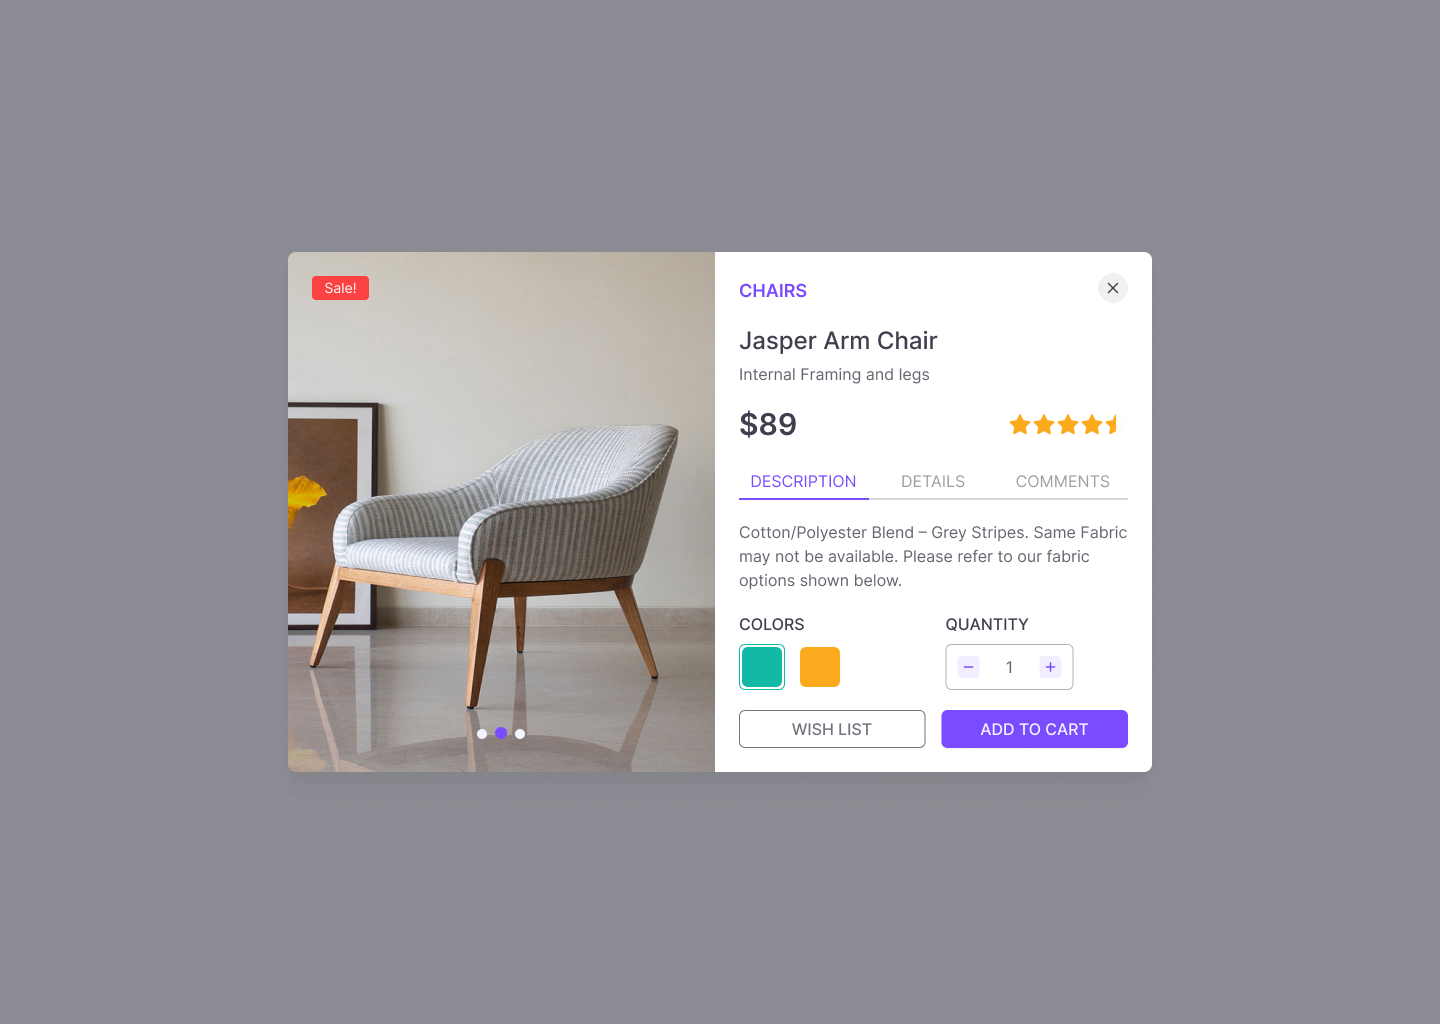 Sale!
CHAIRS
Jasper Arm Chair
Internal Framing and legs
$89
DESCRIPTION DETAILS COMMENTS
Cotton/Polyester Blend – Grey Stripes. Same Fabric
may not be available. Please refer to our fabric
options shown below.
COLORS QUANTITY
1
WISH LIST ADD TO CART